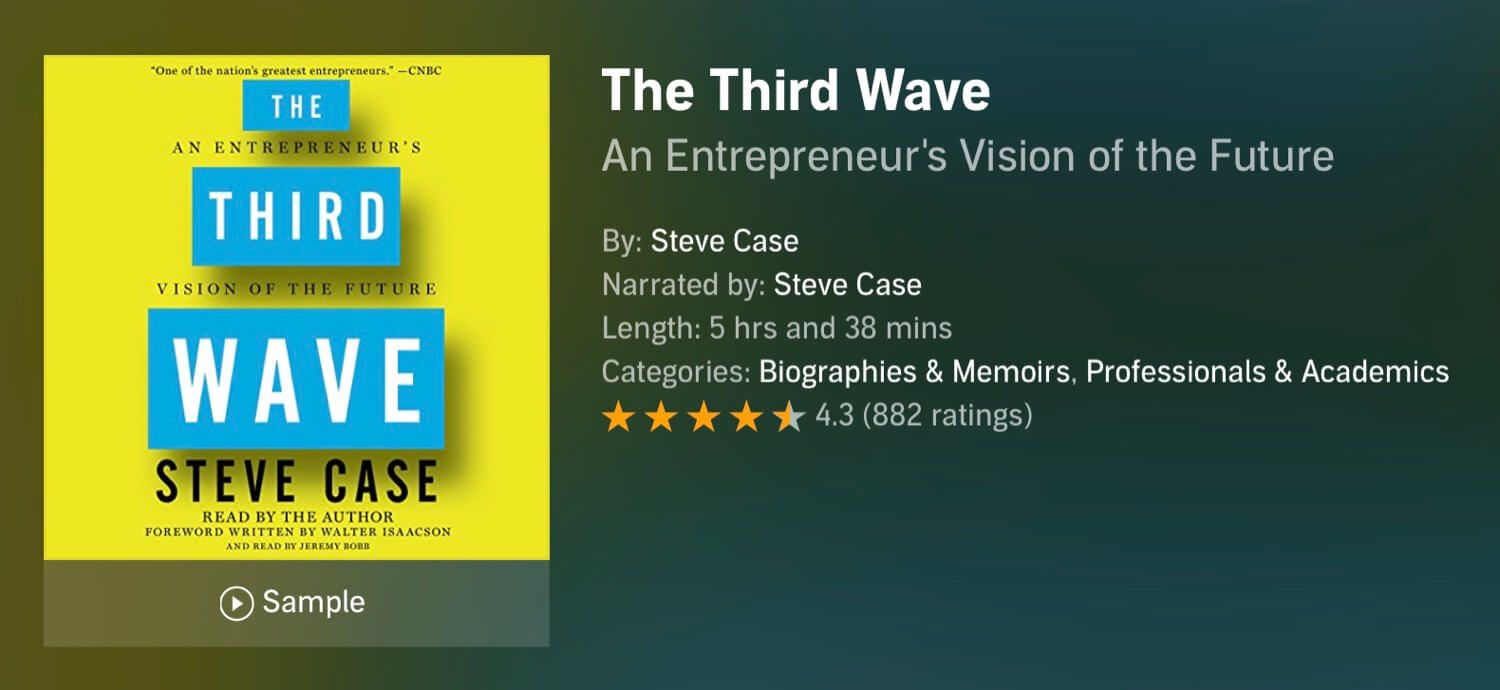 "One of the nation's greatest entrepreneurs." —CNBC
THE
AN ENTREPRENEUR'S
THIRD
VISION OF THE FUTURE
WAVE
STEVE CASE
READ BY THE AUTHOR
FOREWORD WRITTEN BY WALTER ISAACSON
AND READ BY JEREMY BOBB
Sample
The Third Wave
An Entrepreneur's Vision of the Future
By: Steve Case
Narrated by: Steve Case
Length: 5 hrs and 38 mins
Categories: Biographies & Memoirs, Professionals & Academics
4.3 (882 ratings)